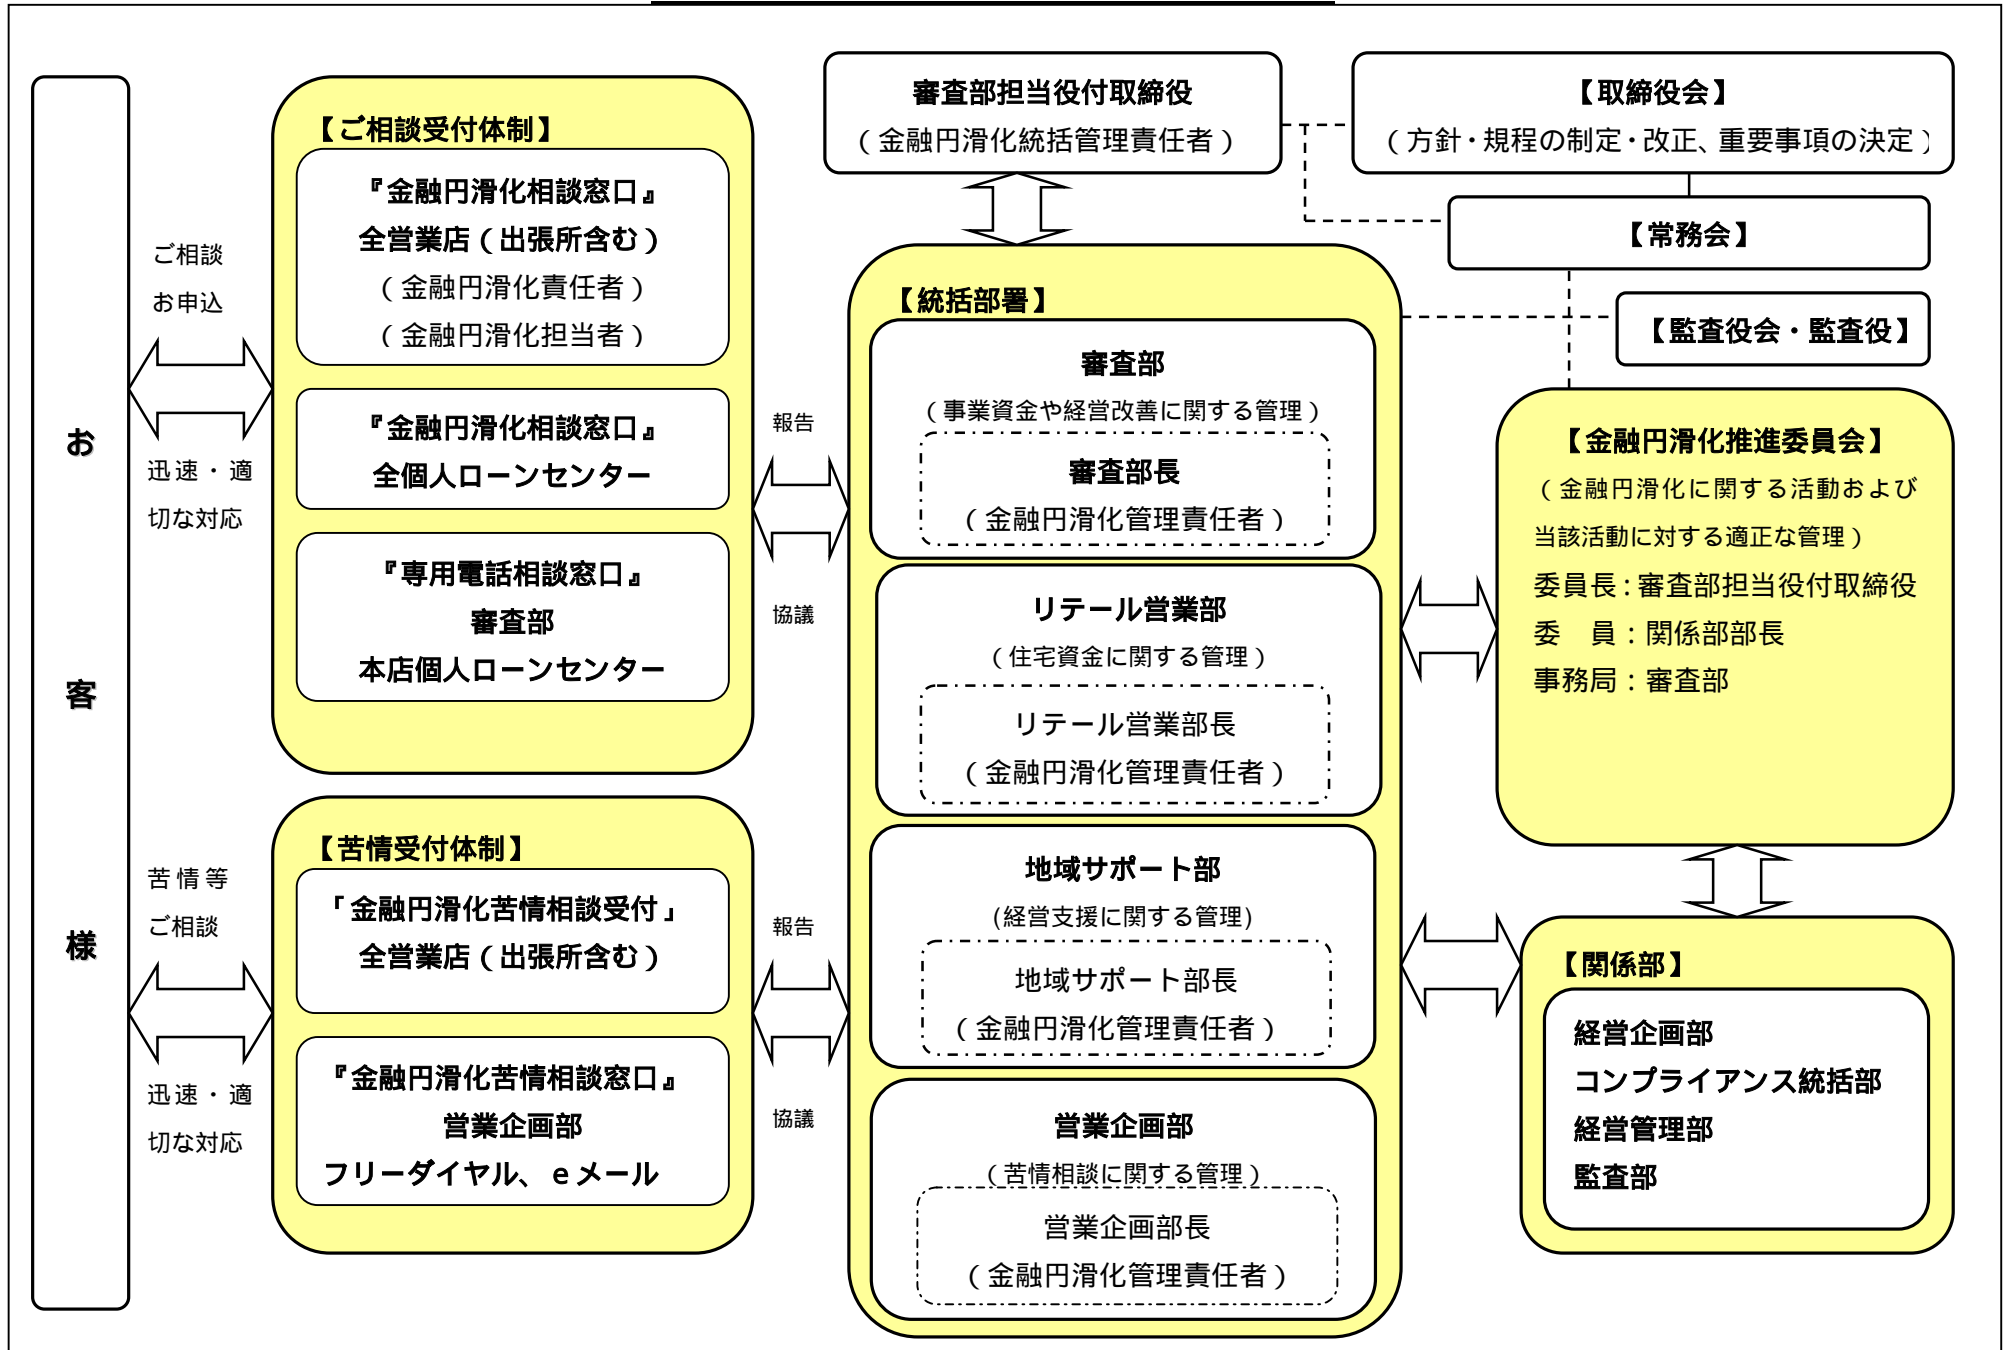 お
客
様
ご相談
お申込
迅速・適
切な対応
苦情等
ご相談
迅速・適
切な対応
【ご相談受付体制】
『金融円滑化相談窓口』
全営業店（出張所含む）
（金融円滑化責任者）
（金融円滑化担当者）
『金融円滑化相談窓口』
全個人ローンセンター
『専用電話相談窓口』
審査部
本店個人ローンセンター
【苦情受付体制】
「金融円滑化苦情相談受付」
全営業店（出張所含む）
『金融円滑化苦情相談窓口』
営業企画部
フリーダイヤル、eメール
報告
協議
報告
協議
審査部担当役付取締役
（金融円滑化統括管理責任者）
【統括部署】
審査部
（事業資金や経営改善に関する管理）
審査部長
（金融円滑化管理責任者）
リテール営業部
（住宅資金に関する管理）
リテール営業部長
（金融円滑化管理責任者）
地域サポート部
(経営支援に関する管理)
地域サポート部長
（金融円滑化管理責任者）
営業企画部
（苦情相談に関する管理）
営業企画部長
（金融円滑化管理責任者）
【取締役会】
（方針・規程の制定・改正、重要事項の決定）
【常務会】
【監査役会・監査役】
【金融円滑化推進委員会】
（金融円滑化に関する活動および
当該活動に対する適正な管理）
委員長：審査部担当役付取締役
委　員：関係部部長
事務局：審査部
【関係部】
経営企画部
コンプライアンス統括部
経営管理部
監査部